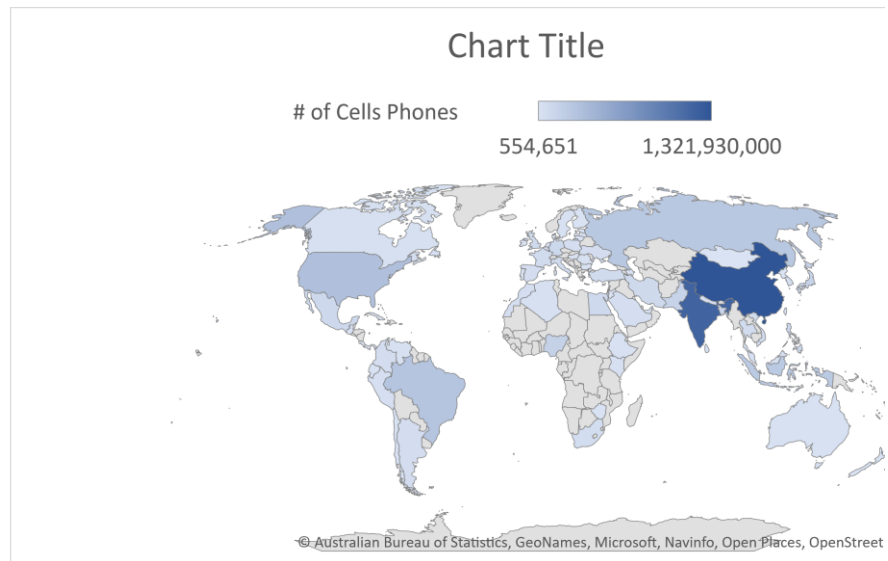 Chart Title
# of Cells Phones
554,651 1,321,930,000
© Australian Bureau of Statistics, GeoNames, Microsoft, Navinfo, Open Places, OpenStreet